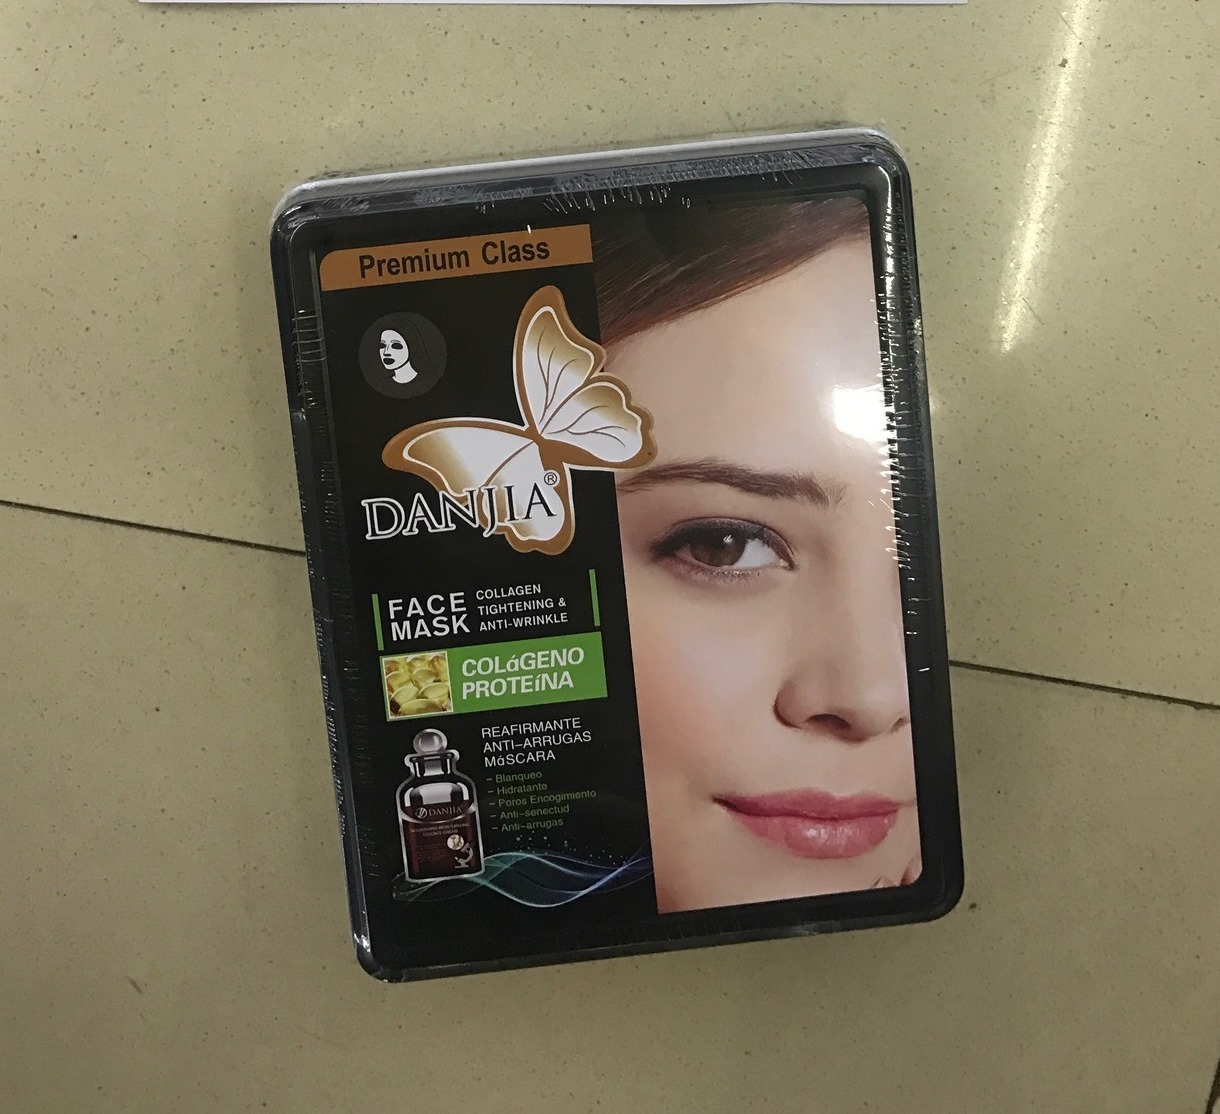 Premium Class
DANJIA®
FACE MASK
COLLAGEN
TIGHTENING &
ANTI-WRINKLE
COLáGENO
PROTEíNA
REAFIRMANTE
ANTI-ARRUGAS
MáSCARA
- Blanqueo
- Hidratante
- Poros Encogimiento
- Anti-senectud
- Anti-arrugas
DANJIA